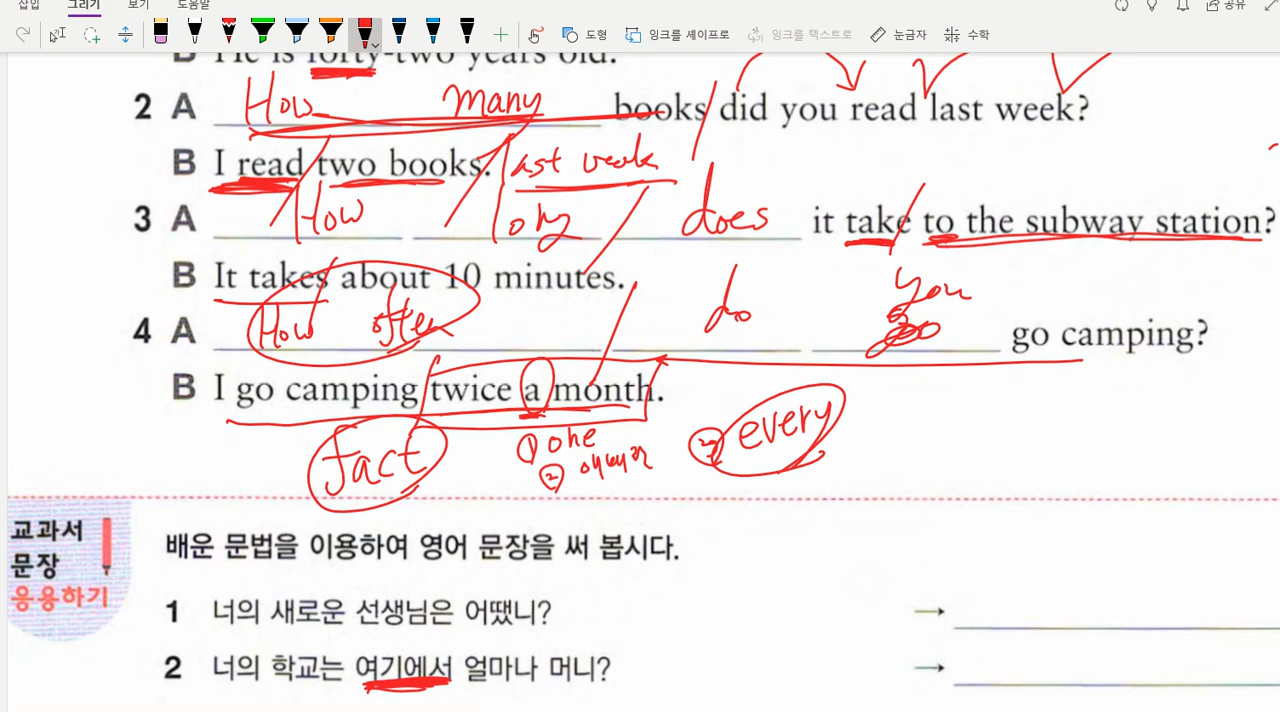 삽입 그리기 보기 도움말
공유
도형 잉크를 셰이프로 잉크를 텍스트로 눈금자 수학
B He is forty-two years old.
2 A How many books did you read last week?
B I read two books. last week
3 A How long does it take to the subway station?
B It takes about 10 minutes.
4 A How often do you go camping?
B I go camping twice a month.
fact ① one ② every
②
교과서
문장
응용하기
배운 문법을 이용하여 영어 문장을 써 봅시다.
1 너의 새로운 선생님은 어땠니? →
2 너의 학교는 여기에서 얼마나 머니? →